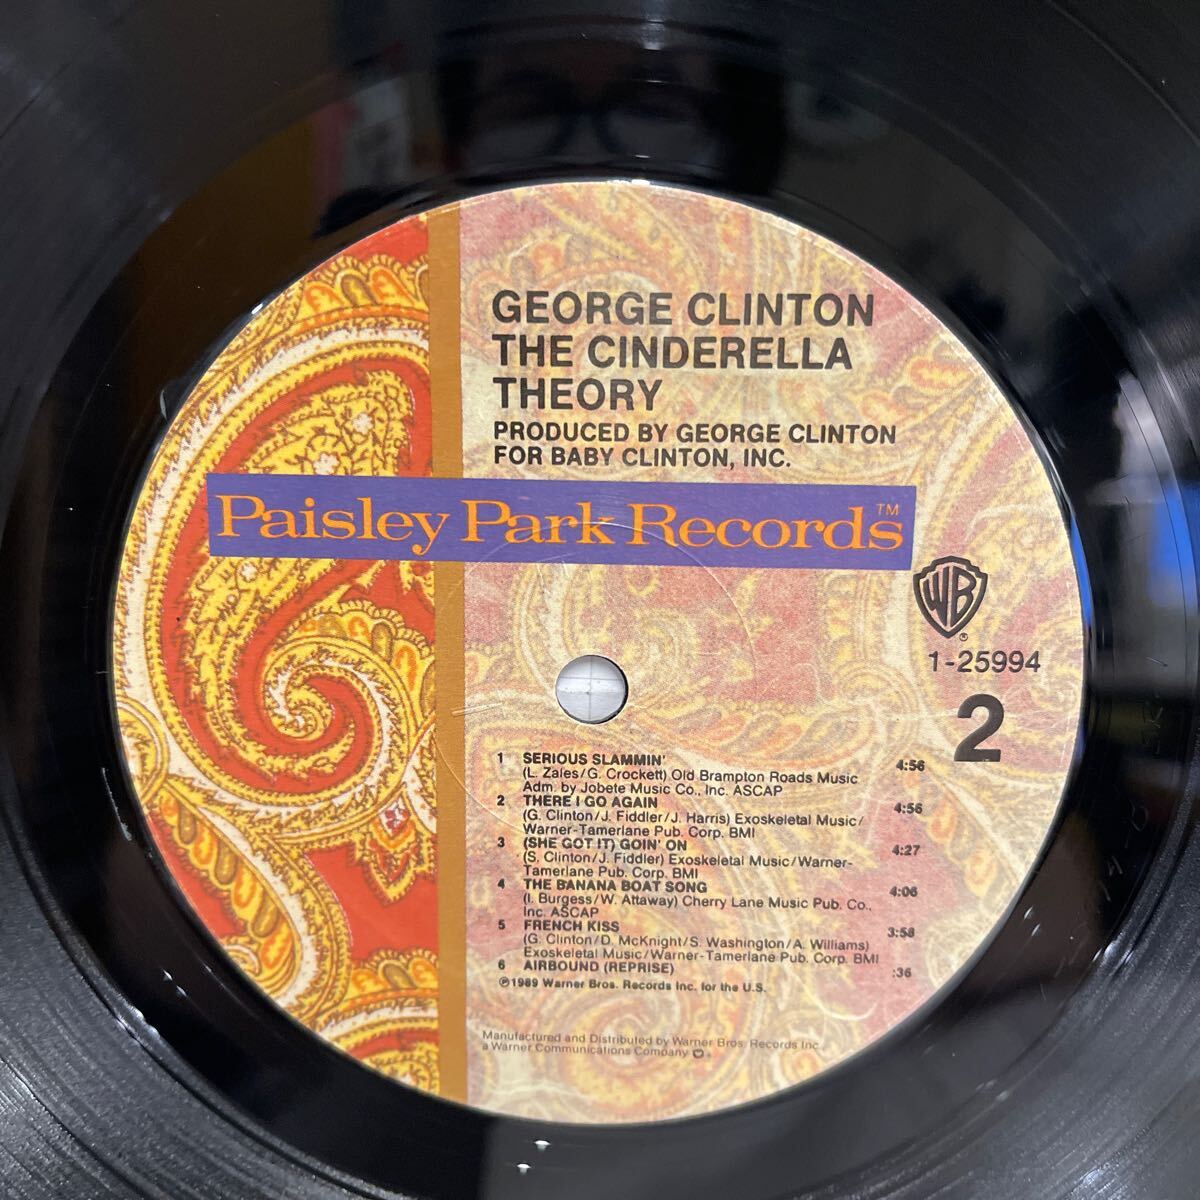 GEORGE CLINTON
THE CINDERELLA
THEORY
PRODUCED BY GEORGE CLINTON
FOR BABY CLINTON, INC.
Paisley Park Records™
WB
®
1-25994
2
1 SERIOUS SLAMMIN' 4:56
(L. Zales/G. Crockett) Old Brampton Roads Music
Adm. by Jobete Music Co., Inc. ASCAP
2 THERE I GO AGAIN 4:56
(G. Clinton/J. Fiddler/J. Harris) Exoskeletal Music/
Warner-Tamerlane Pub. Corp. BMI
3 (SHE GOT IT) GOIN' ON 4:27
(S. Clinton/J. Fiddler) Exoskeletal Music/Warner-
Tamerlane Pub. Corp. BMI
4 THE BANANA BOAT SONG 4:06
(I. Burgess/W. Attaway) Cherry Lane Music Pub. Co.,
Inc. ASCAP
5 FRENCH KISS 3:58
(G. Clinton/D. McKnight/S. Washington/A. Williams)
Exoskeletal Music/Warner-Tamerlane Pub. Corp. BMI
6 AIRBOUND (REPRISE) :36
℗1989 Warner Bros. Records Inc. for the U.S.
Manufactured and Distributed by Warner Bros. Records Inc.,
a Warner Communications Company